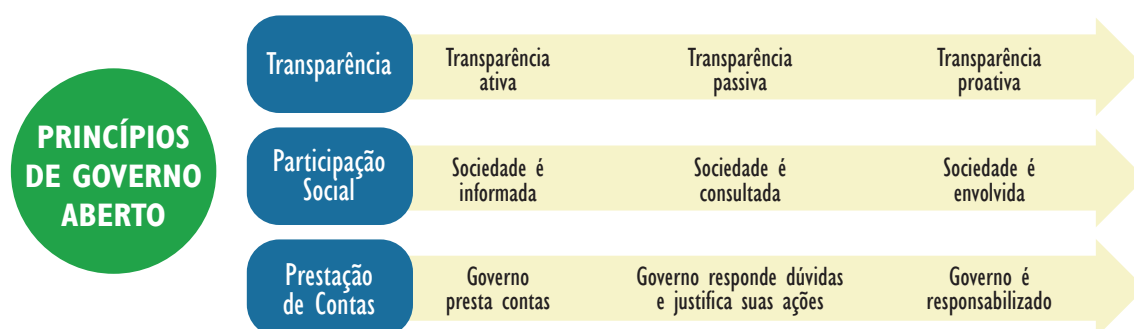 PRINCÍPIOS
DE GOVERNO
ABERTO
Transparência
Transparência
ativa
Transparência
passiva
Transparência
proativa
Participação
Social
Sociedade é
informada
Sociedade é
consultada
Sociedade é
envolvida
Prestação
de Contas
Governo
presta contas
Governo responde dúvidas
e justifica suas ações
Governo é
responsabilizado